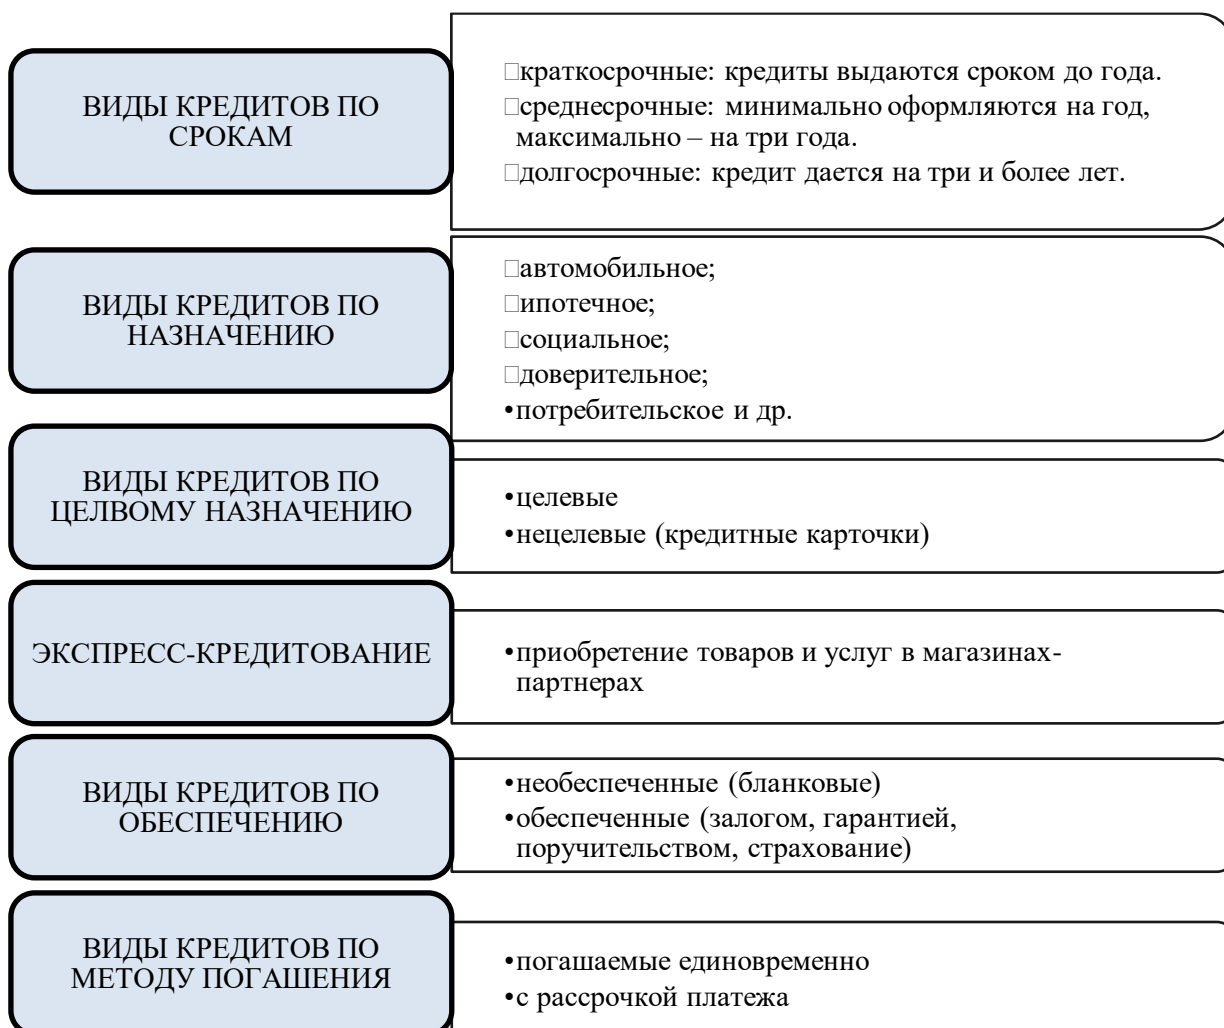 ВИДЫ КРЕДИТОВ ПО
СРОКАМ
□краткосрочные: кредиты выдаются сроком до года.
□среднесрочные: минимально оформляются на год,
максимально – на три года.
□долгосрочные: кредит дается на три и более лет.
ВИДЫ КРЕДИТОВ ПО
НАЗНАЧЕНИЮ
□автомобильное;
□ипотечное;
□социальное;
□доверительное;
•потребительское и др.
ВИДЫ КРЕДИТОВ ПО
ЦЕЛВОМУ НАЗНАЧЕНИЮ
•целевые
•нецелевые (кредитные карточки)
ЭКСПРЕСС-КРЕДИТОВАНИЕ
•приобретение товаров и услуг в магазинах-
партнерах
ВИДЫ КРЕДИТОВ ПО
ОБЕСПЕЧЕНИЮ
•необеспеченные (бланковые)
•обеспеченные (залогом, гарантией,
поручительством, страхование)
ВИДЫ КРЕДИТОВ ПО
МЕТОДУ ПОГАШЕНИЯ
•погашаемые единовременно
•с рассрочкой платежа